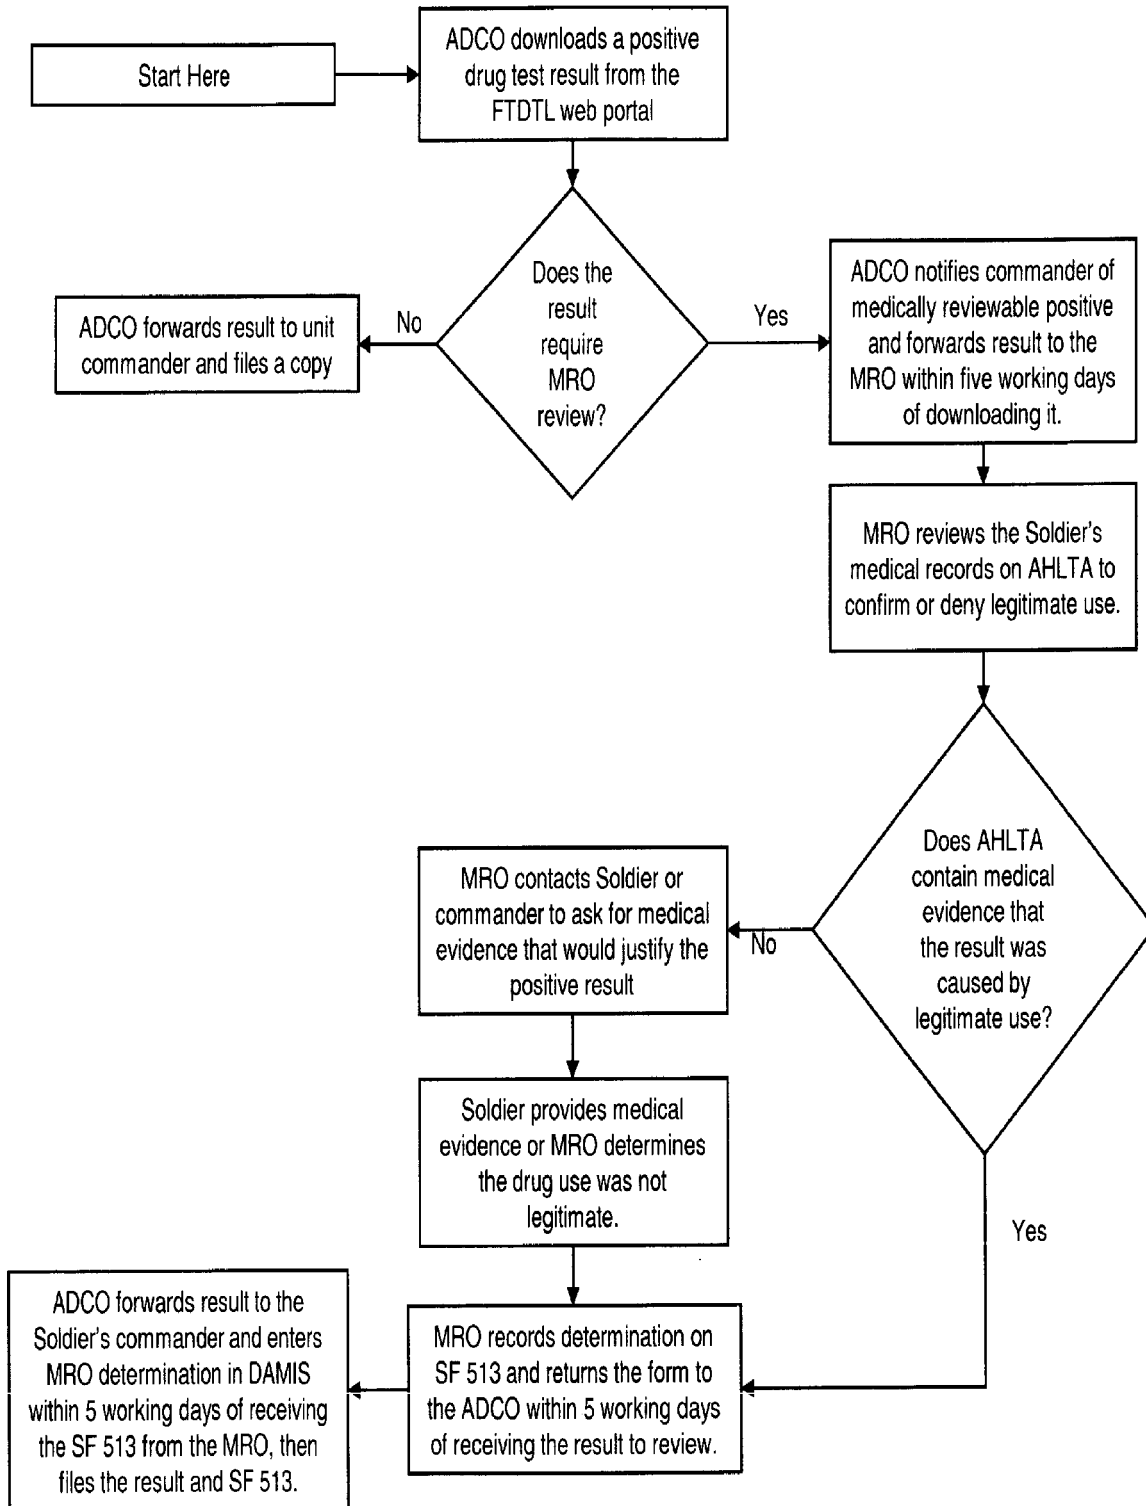 Start Here
ADCO downloads a positive
drug test result from the
FTDTL web portal
Does the
result
require
MRO
review?
No
Yes
ADCO forwards result to unit
commander and files a copy
ADCO notifies commander of
medically reviewable positive
and forwards result to the
MRO within five working days
of downloading it.
MRO reviews the Soldier's
medical records on AHLTA to
confirm or deny legitimate use.
Does AHLTA
contain medical
evidence that
the result was
caused by
legitimate use?
No
Yes
MRO contacts Soldier or
commander to ask for medical
evidence that would justify the
positive result
Soldier provides medical
evidence or MRO determines
the drug use was not
legitimate.
MRO records determination on
SF 513 and returns the form to
the ADCO within 5 working days
of receiving the result to review.
ADCO forwards result to the
Soldier's commander and enters
MRO determination in DAMIS
within 5 working days of receiving
the SF 513 from the MRO, then
files the result and SF 513.